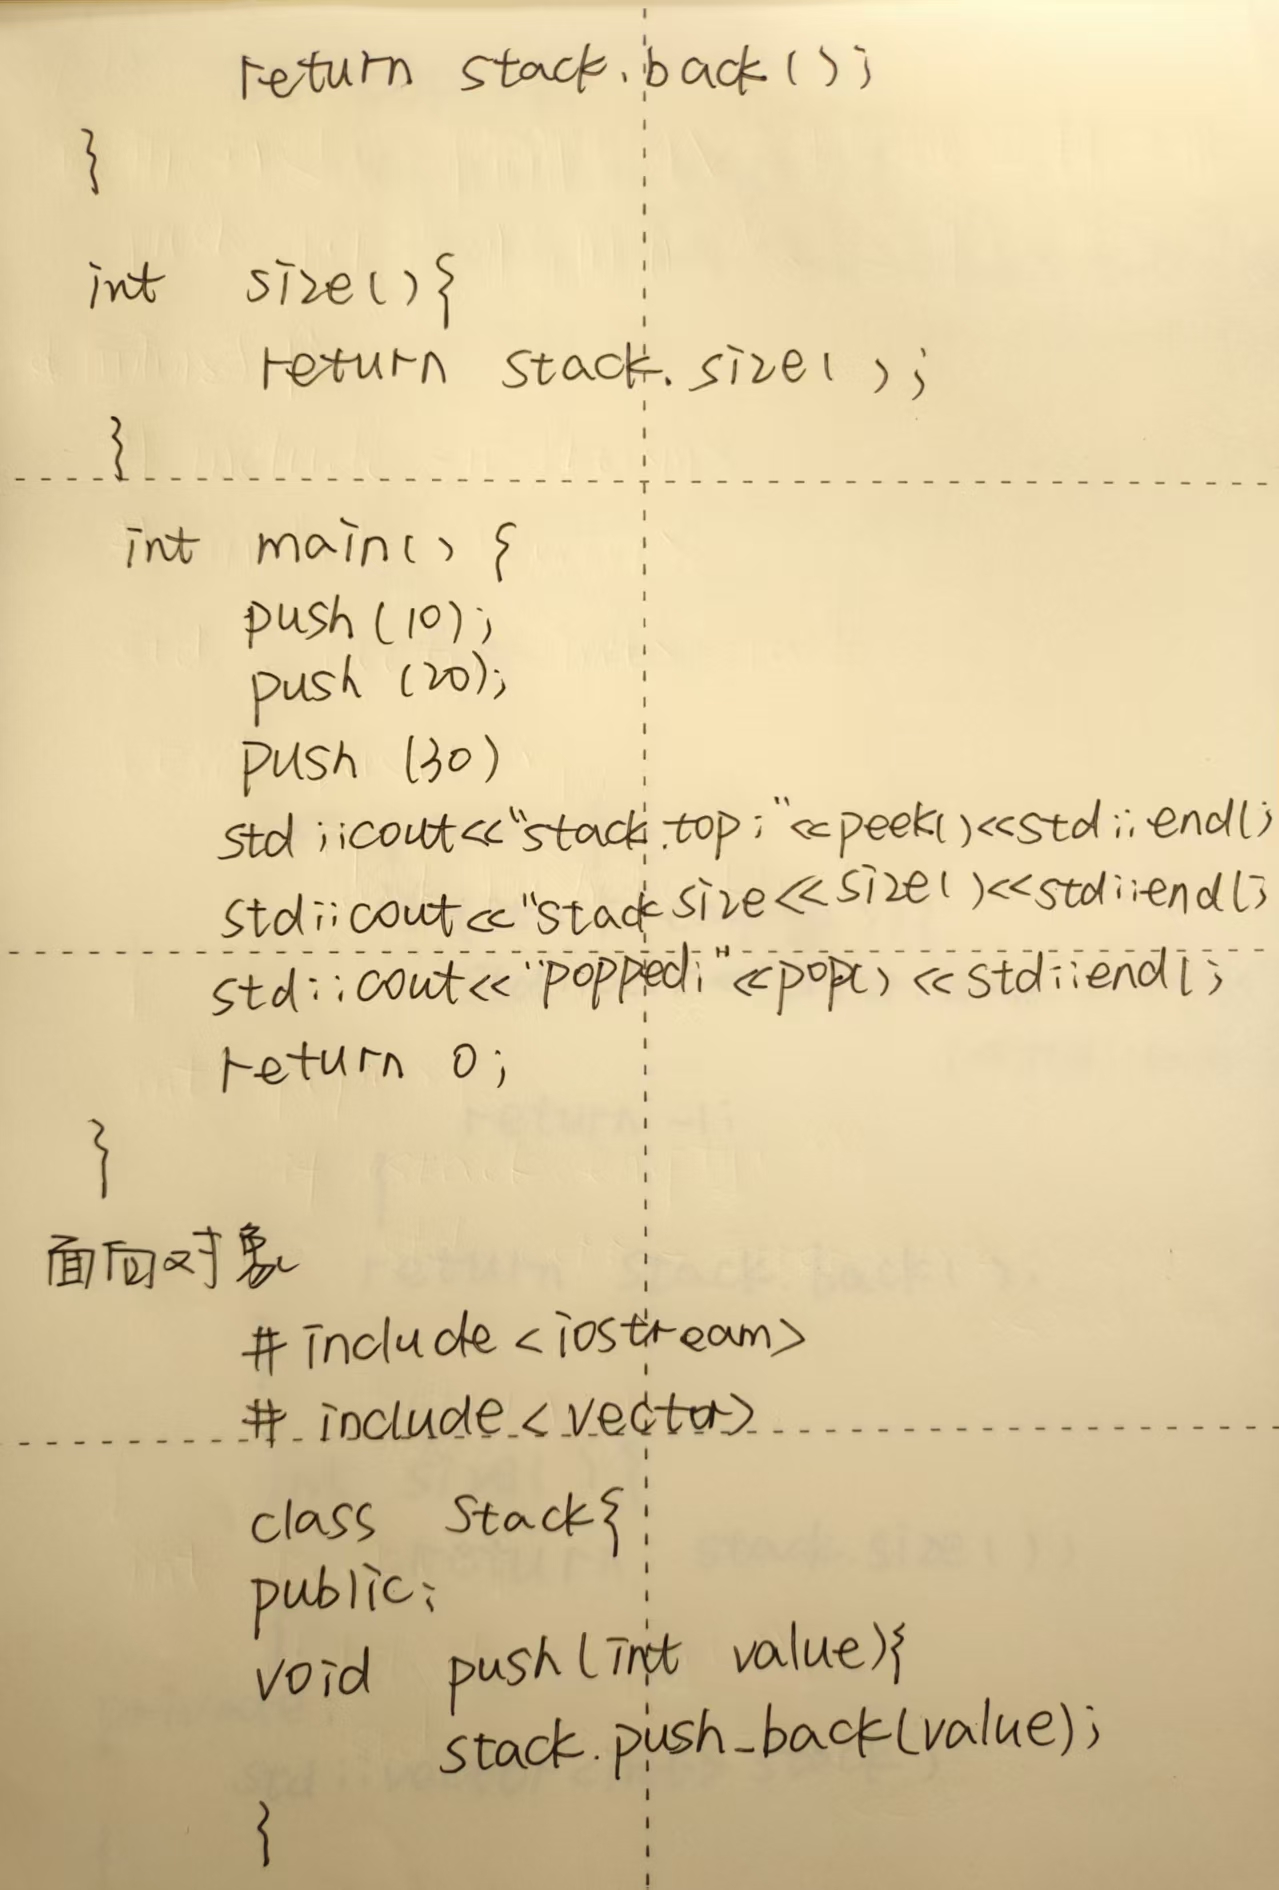 return stack.back();
}
int size(){
return stack.size();
}
int main() {
push(10);
push(20);
push(30)
std::cout<<"stack.top:"<<peek()<<std::endl;
std::cout<<"stack size<<size()<<std::endl;
std::cout<<"popped:"<<pop()<<std::endl;
return 0;
}
面向对象
#include<iostream>
#include<vector>
class Stack{
public:
void push(int value){
stack.push_back(value);
}